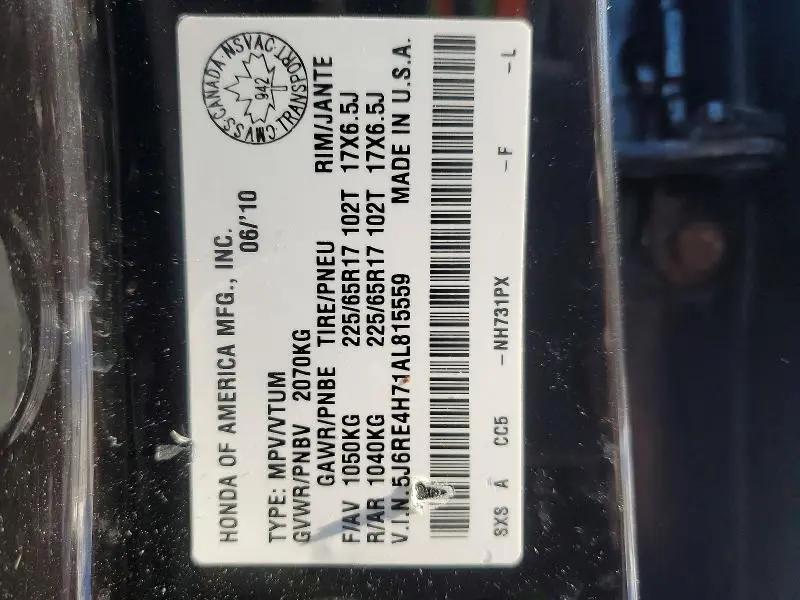 HONDA OF AMERICA MFG., INC.
06/'10
CMVSS CANADA NSVAC TRANSPORT
942
TYPE: MPV/VTUM
GVWR/PNBV 2070KG
GAWR/PNBE TIRE/PNEU RIM/JANTE
F/AV 1050KG 225/65R17 102T 17X6.5J
R/AR 1040KG 225/65R17 102T 17X6.5J
V.I.N.5J6RE4H71AL815559 MADE IN U.S.A.
SXS A CC5 -NH731PX -F -L